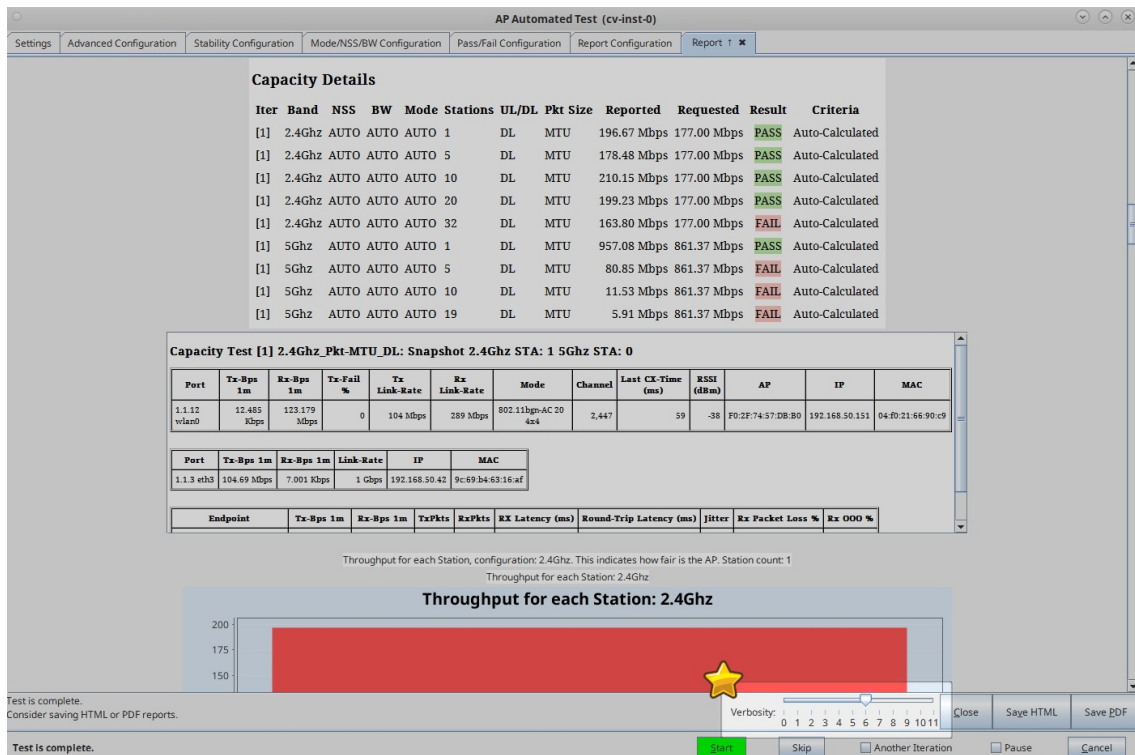 AP Automated Test (cv-inst-0)
Settings Advanced Configuration Stability Configuration Mode/NSS/BW Configuration Pass/Fail Configuration Report Configuration Report ↑ ✖
Capacity Details
Iter Band NSS BW Mode Stations UL/DL Pkt Size Reported Requested Result Criteria
[1] 2.4Ghz AUTO AUTO AUTO 1 DL MTU 196.67 Mbps 177.00 Mbps PASS Auto-Calculated
[1] 2.4Ghz AUTO AUTO AUTO 5 DL MTU 178.48 Mbps 177.00 Mbps PASS Auto-Calculated
[1] 2.4Ghz AUTO AUTO AUTO 10 DL MTU 210.15 Mbps 177.00 Mbps PASS Auto-Calculated
[1] 2.4Ghz AUTO AUTO AUTO 20 DL MTU 199.23 Mbps 177.00 Mbps PASS Auto-Calculated
[1] 2.4Ghz AUTO AUTO AUTO 32 DL MTU 163.80 Mbps 177.00 Mbps FAIL Auto-Calculated
[1] 5Ghz AUTO AUTO AUTO 1 DL MTU 957.08 Mbps 861.37 Mbps PASS Auto-Calculated
[1] 5Ghz AUTO AUTO AUTO 5 DL MTU 80.85 Mbps 861.37 Mbps FAIL Auto-Calculated
[1] 5Ghz AUTO AUTO AUTO 10 DL MTU 11.53 Mbps 861.37 Mbps FAIL Auto-Calculated
[1] 5Ghz AUTO AUTO AUTO 19 DL MTU 5.91 Mbps 861.37 Mbps FAIL Auto-Calculated
Capacity Test [1] 2.4Ghz_Pkt-MTU_DL: Snapshot 2.4Ghz STA: 1 5Ghz STA: 0
Port Tx-Bps 1m Rx-Bps 1m Tx-Fail % Tx Link-Rate Rx Link-Rate Mode Channel Last CX-Time (ms) RSSI (dBm) AP IP MAC
1.1.12 wlan0 12.485 Kbps 123.179 Mbps 0 104 Mbps 289 Mbps 802.11bgn-AC 20 4x4 2,447 59 -38 F0:2F:74:57:DB:B0 192.168.50.151 04:f0:21:66:90:c9
Port Tx-Bps 1m Rx-Bps 1m Link-Rate IP MAC
1.1.3 eth3 104.69 Mbps 7.001 Kbps 1 Gbps 192.168.50.42 9c:69:b4:63:16:af
Endpoint Tx-Bps 1m Rx-Bps 1m TxPkts RxPkts RX Latency (ms) Round-Trip Latency (ms) Jitter Rx Packet Loss % Rx OOO %
Throughput for each Station, configuration: 2.4Ghz. This indicates how fair is the AP. Station count: 1
Throughput for each Station: 2.4Ghz
Throughput for each Station: 2.4Ghz
200
175
150
Test is complete.
Consider saving HTML or PDF reports.
Verbosity: 0 1 2 3 4 5 6 7 8 9 10 11 Close Save HTML Save PDF
Test is complete. Start Skip Another Iteration Pause Cancel